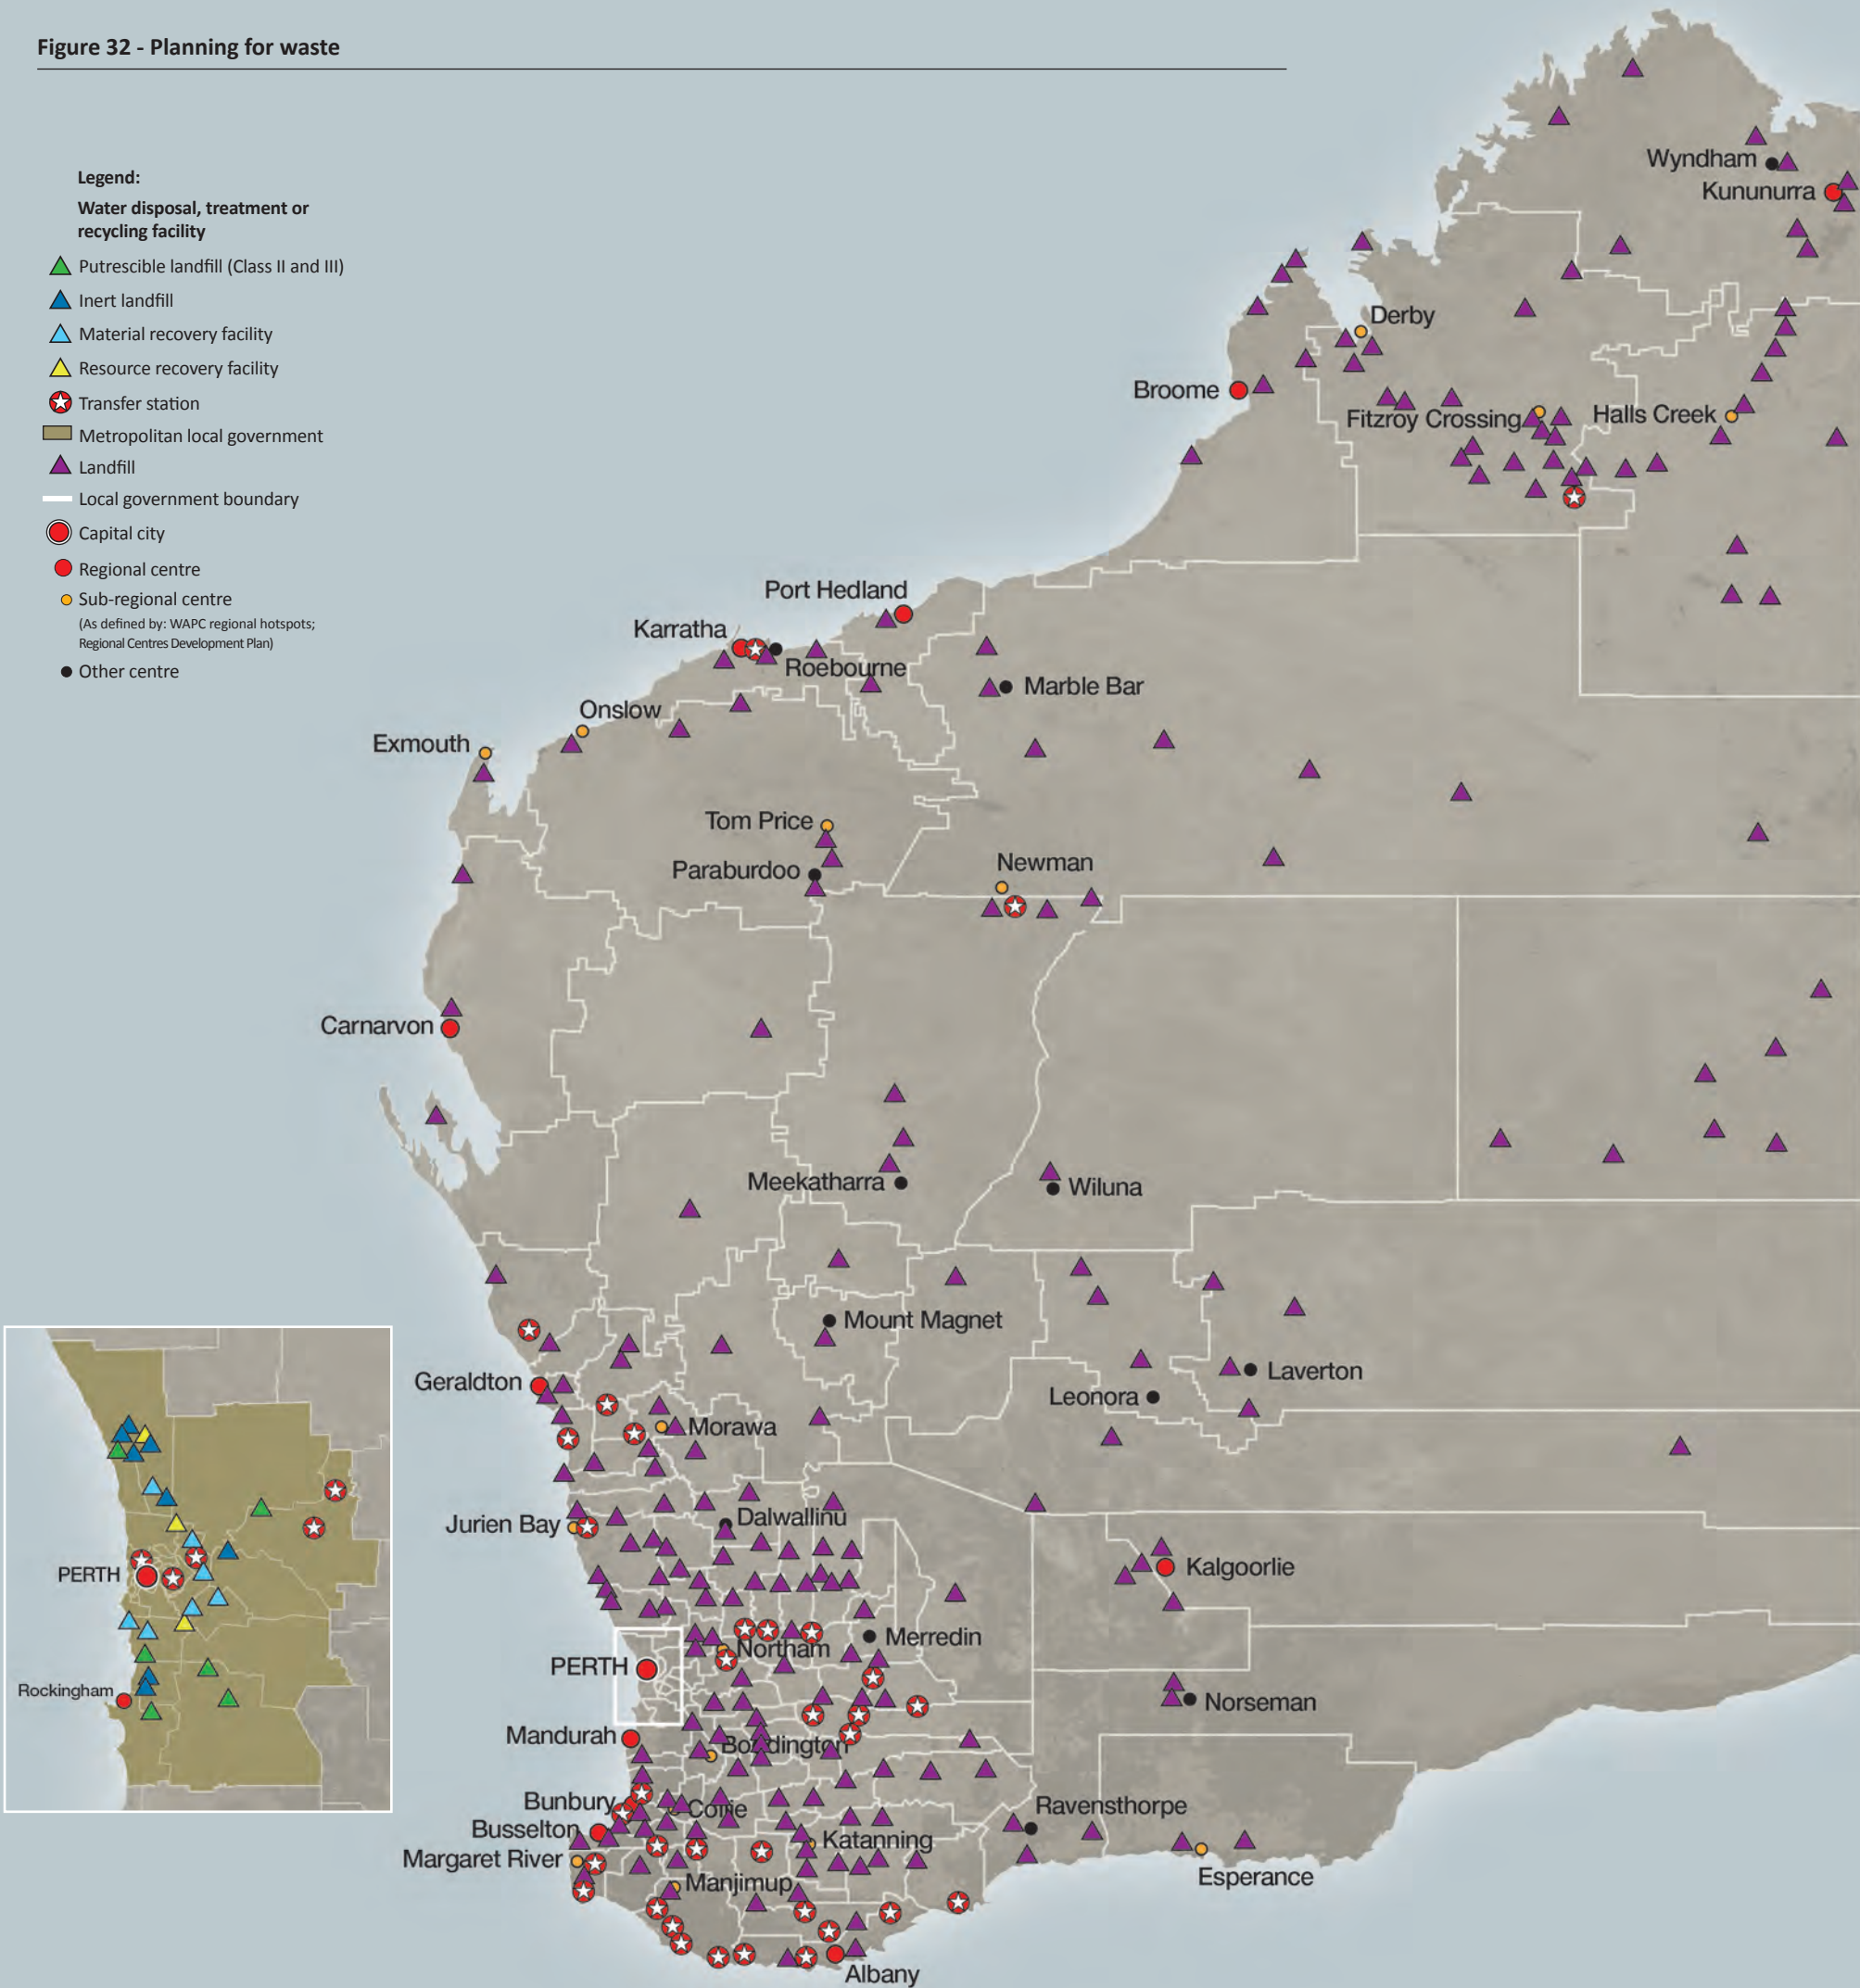 Figure 32 - Planning for waste
Legend:
Water disposal, treatment or
recycling facility
Putrescible landfill (Class II and III)
Inert landfill
Material recovery facility
Resource recovery facility
Transfer station
Metropolitan local government
Landfill
Local government boundary
Capital city
Regional centre
Sub-regional centre
(As defined by: WAPC regional hotspots;
Regional Centres Development Plan)
Other centre
Wyndham
Kununurra
Derby
Broome
Fitzroy Crossing
Halls Creek
Port Hedland
Karratha
Roebourne
Marble Bar
Onslow
Exmouth
Tom Price
Paraburdoo
Newman
Carnarvon
Meekatharra
Wiluna
Mount Magnet
Geraldton
Laverton
Leonora
Morawa
Jurien Bay
Dalwallinu
Kalgoorlie
Merredin
Northam
PERTH
Norseman
Mandurah
Boddington
Bunbury
Collie
Ravensthorpe
Busselton
Katanning
Margaret River
Esperance
Manjimup
Albany
PERTH
Rockingham